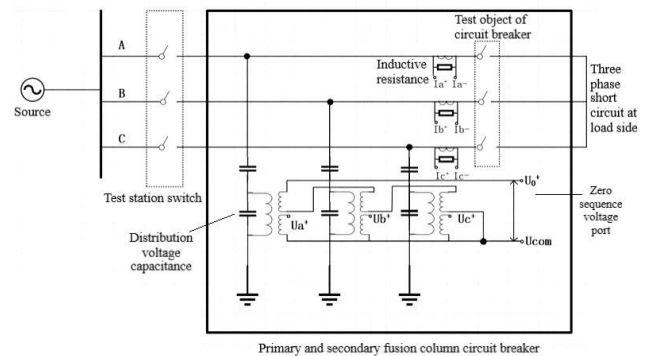 Test object of
circuit breaker
A
Inductive
resistance
Ia⁺ Ia⁻
Three
phase
short
circuit at
load side
Source
B
Ib⁺ Ib⁻
C
Ic⁺ Ic⁻
Test station switch
U₀⁺
Zero
sequence
voltage
port
Ua⁺
Ub⁺
Uc⁺
Distribution
voltage
capacitance
Ucom
Primary and secondary fusion column circuit breaker